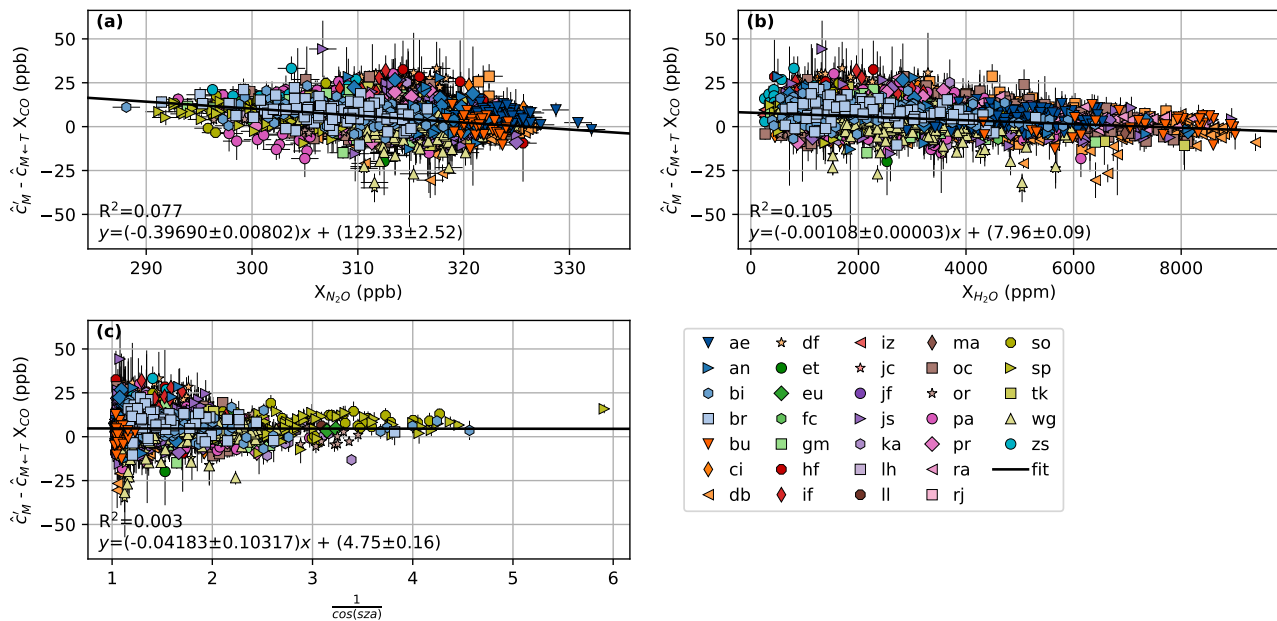 (a)
ĉ′M - ĉM←T XCO (ppb)
50
25
0
−25
−50
R²=0.077
y=(-0.39690±0.00802)x + (129.33±2.52)
290 300 310 320 330
XN₂O (ppb)
(b)
ĉ′M - ĉM←T XCO (ppb)
50
25
0
−25
−50
R²=0.105
y=(-0.00108±0.00003)x + (7.96±0.09)
0 2000 4000 6000 8000
XH₂O (ppm)
(c)
ĉ′M - ĉM←T XCO (ppb)
50
25
0
−25
−50
R²=0.003
y=(-0.04183±0.10317)x + (4.75±0.16)
1 2 3 4 5 6
1
cos(sza)
ae df iz ma so
an et jc oc sp
bi eu jf or tk
br fc js pa wg
bu gm ka pr zs
ci hf lh ra fit
db if ll rj